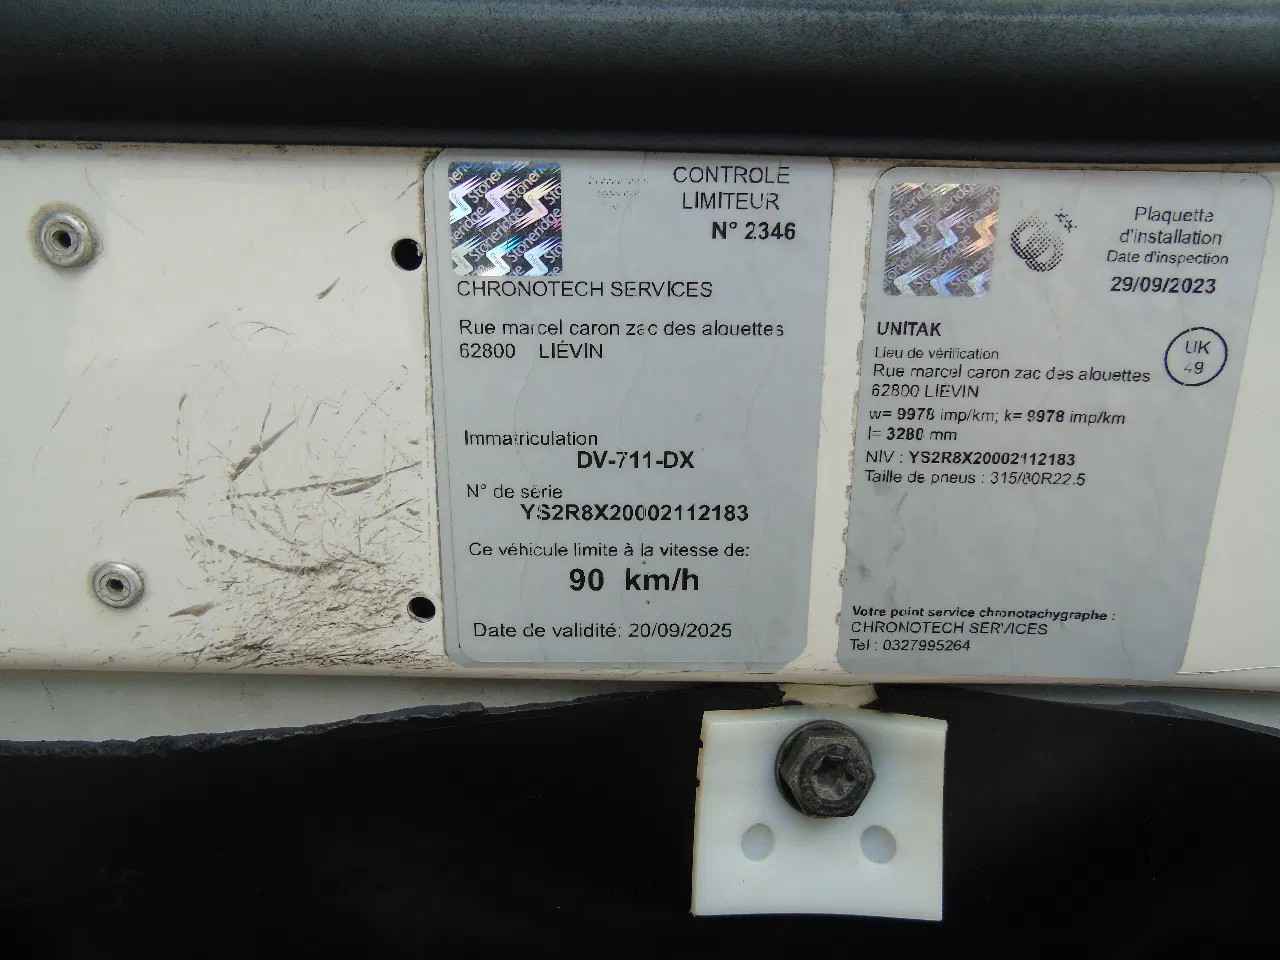 Stoneridge
CONTROLE
LIMITEUR
N° 2346
CHRONOTECH SERVICES
Rue marcel caron zac des alouettes
62800 LIÉVIN
Immatriculation
DV-711-DX
N° de série
YS2R8X20002112183
Ce véhicule limite à la vitesse de:
90 km/h
Date de validité: 20/09/2025
Plaquette
d'installation
Date d'inspection
29/09/2023
UNITAK
Lieu de vérification
Rue marcel caron zac des alouettes
62800 LIEVIN
UK
49
w= 9978 imp/km; k= 9978 imp/km
l= 3280 mm
NIV : YS2R8X20002112183
Taille de pneus : 315/80R22.5
Votre point service chronotachygraphe :
CHRONOTECH SERVICES
Tel : 0327995264